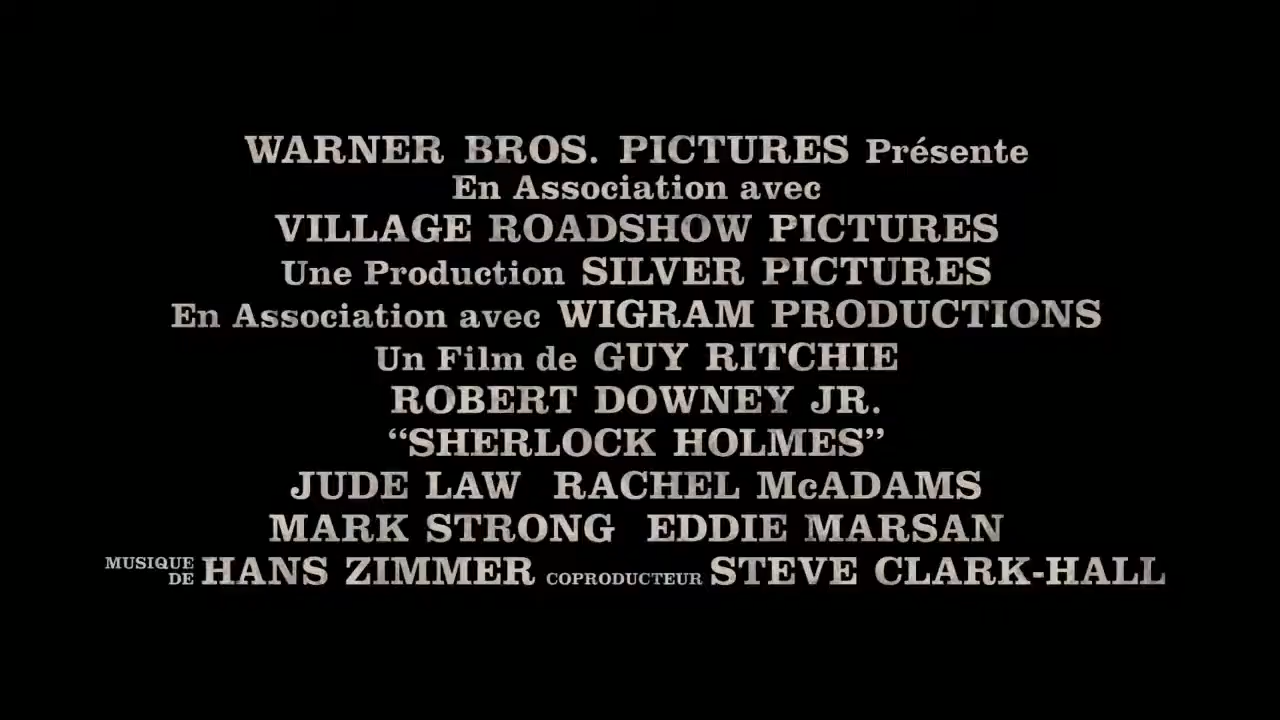 WARNER BROS. PICTURES Présente
En Association avec
VILLAGE ROADSHOW PICTURES
Une Production SILVER PICTURES
En Association avec WIGRAM PRODUCTIONS
Un Film de GUY RITCHIE
ROBERT DOWNEY JR.
“SHERLOCK HOLMES”
JUDE LAW RACHEL McADAMS
MARK STRONG EDDIE MARSAN
MUSIQUE DE HANS ZIMMER COPRODUCTEUR STEVE CLARK-HALL